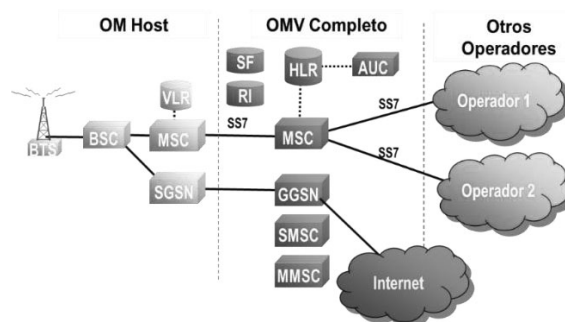 OM Host
OMV Completo
Otros
Operadores
SF
RI
HLR
AUC
VLR
BTS
BSC
MSC
SS7
MSC
SS7
SS7
Operador 1
Operador 2
SGSN
GGSN
SMSC
MMSC
Internet